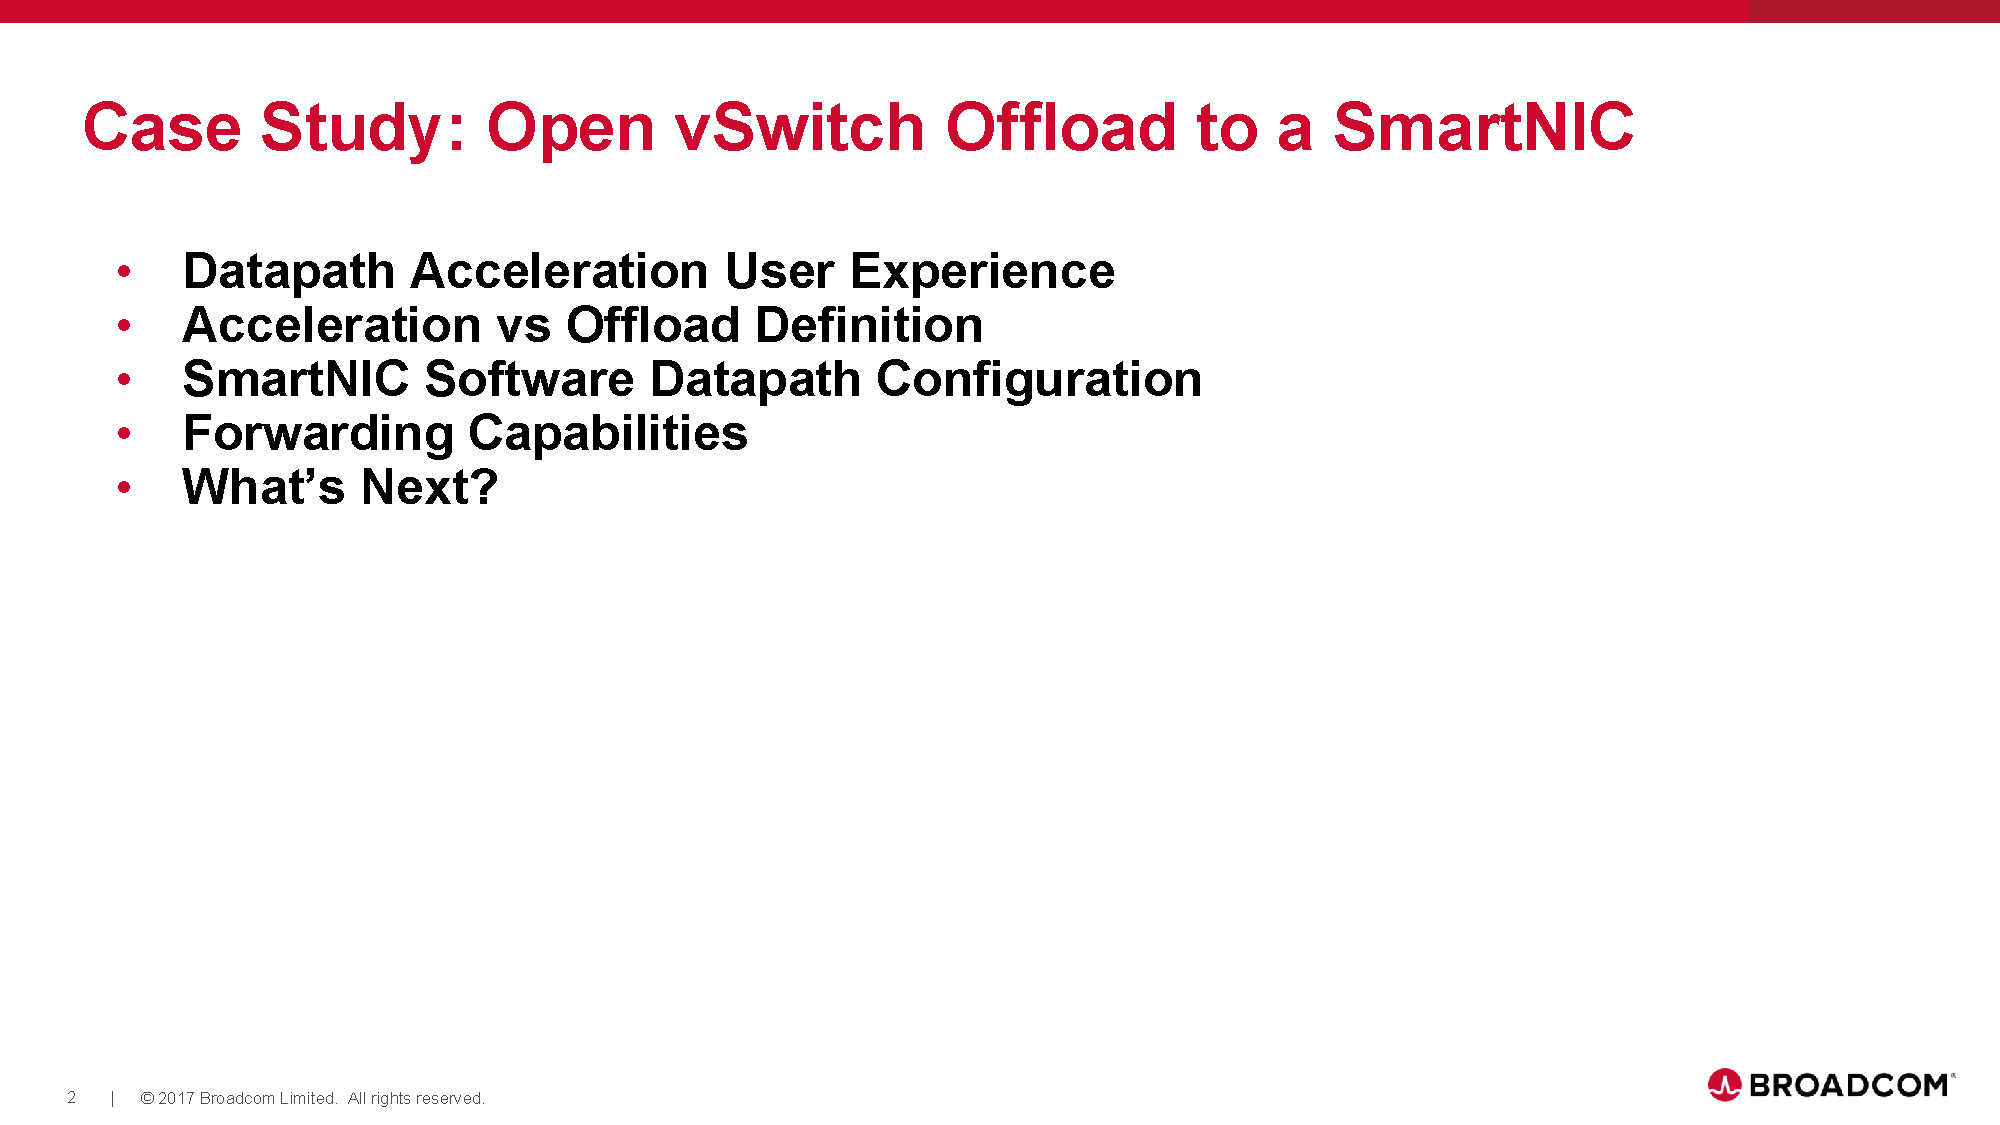 Case Study: Open vSwitch Offload to a SmartNIC
• Datapath Acceleration User Experience
• Acceleration vs Offload Definition
• SmartNIC Software Datapath Configuration
• Forwarding Capabilities
• What’s Next?
2 | © 2017 Broadcom Limited. All rights reserved.
BROADCOM®